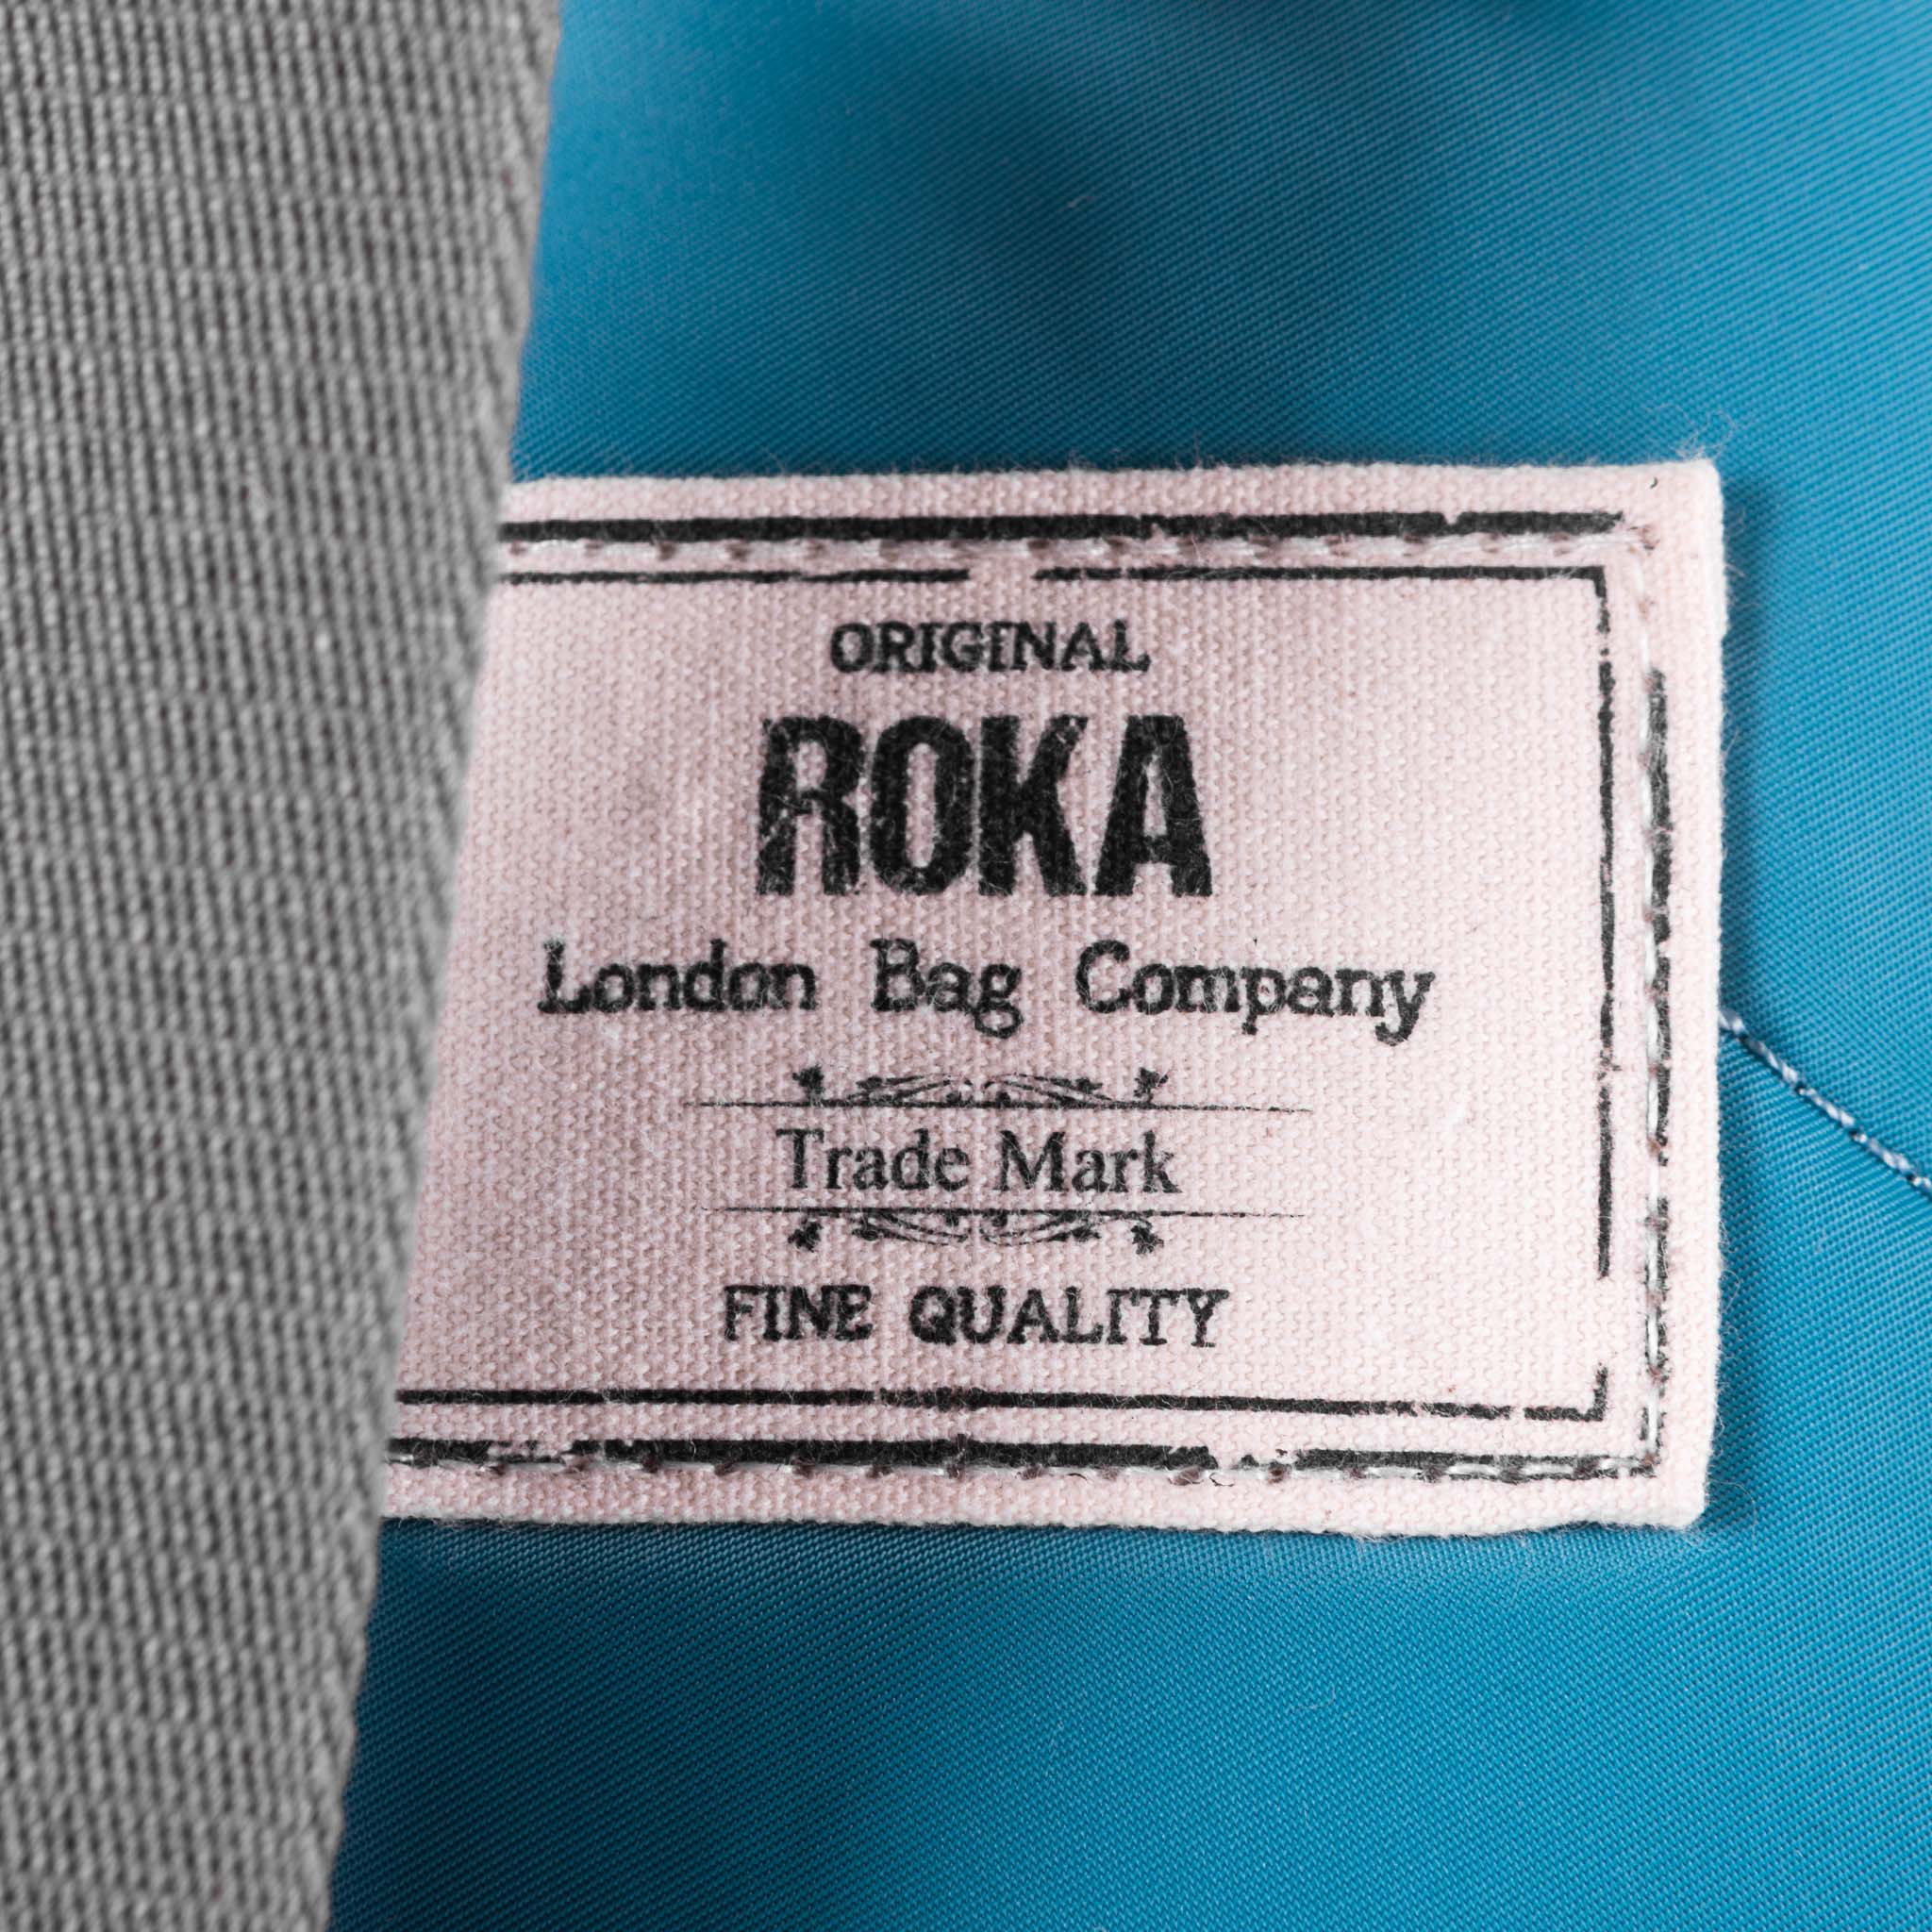 ORIGINAL
ROKA
London Bag Company
Trade Mark
FINE QUALITY